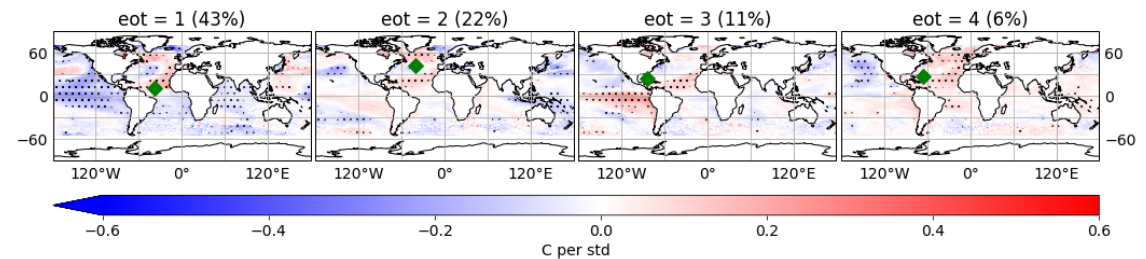 eot = 1 (43%) eot = 2 (22%) eot = 3 (11%) eot = 4 (6%)
60 60
0 0
−60 −60
120°W 0° 120°E 120°W 0° 120°E 120°W 0° 120°E 120°W 0° 120°E
−0.6 −0.4 −0.2 0.0 0.2 0.4 0.6
C per std